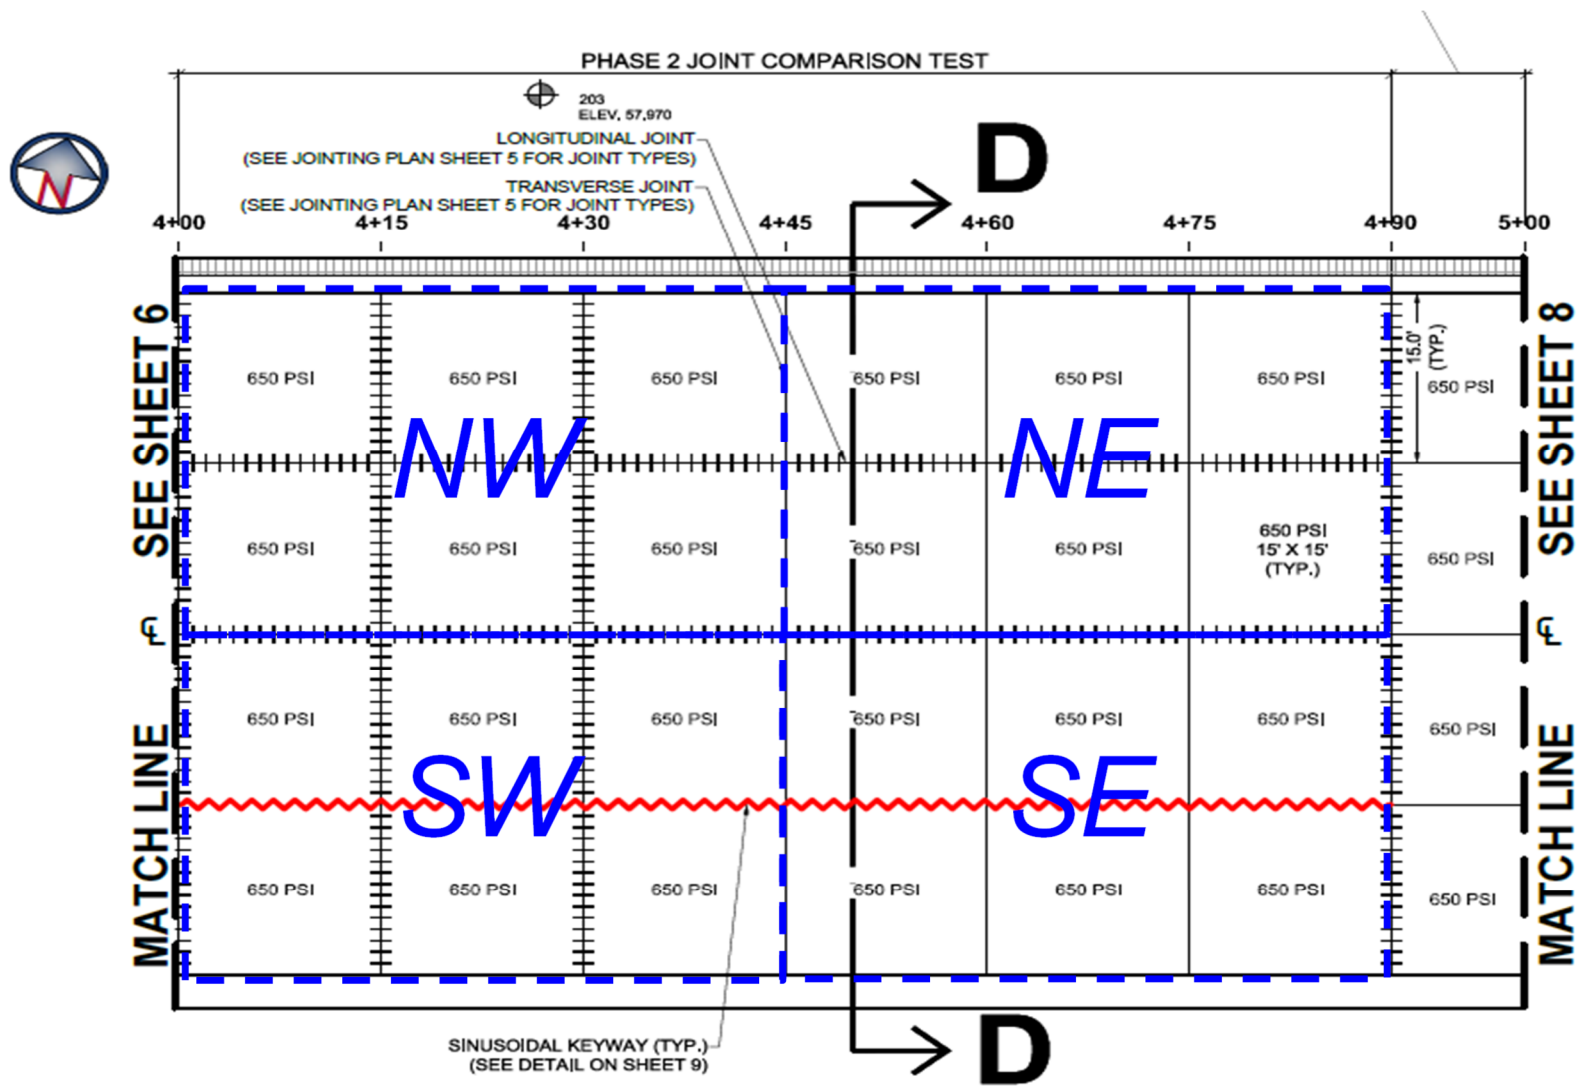 PHASE 2 JOINT COMPARISON TEST
203
ELEV. 57,970
LONGITUDINAL JOINT
(SEE JOINTING PLAN SHEET 5 FOR JOINT TYPES)
TRANSVERSE JOINT
(SEE JOINTING PLAN SHEET 5 FOR JOINT TYPES)
D
N
4+00 4+15 4+30 4+45 4+60 4+75 4+90 5+00
SEE SHEET 6
SEE SHEET 8
15.0'
(TYP.)
650 PSI 650 PSI 650 PSI 650 PSI 650 PSI 650 PSI 650 PSI
NW NE
650 PSI 650 PSI 650 PSI 650 PSI 650 PSI 650 PSI
15' X 15'
(TYP.)
650 PSI
℄ ℄
650 PSI 650 PSI 650 PSI 650 PSI 650 PSI 650 PSI 650 PSI
MATCH LINE
MATCH LINE
SW SE
650 PSI 650 PSI 650 PSI 650 PSI 650 PSI 650 PSI 650 PSI
SINUSOIDAL KEYWAY (TYP.)
(SEE DETAIL ON SHEET 9)
D